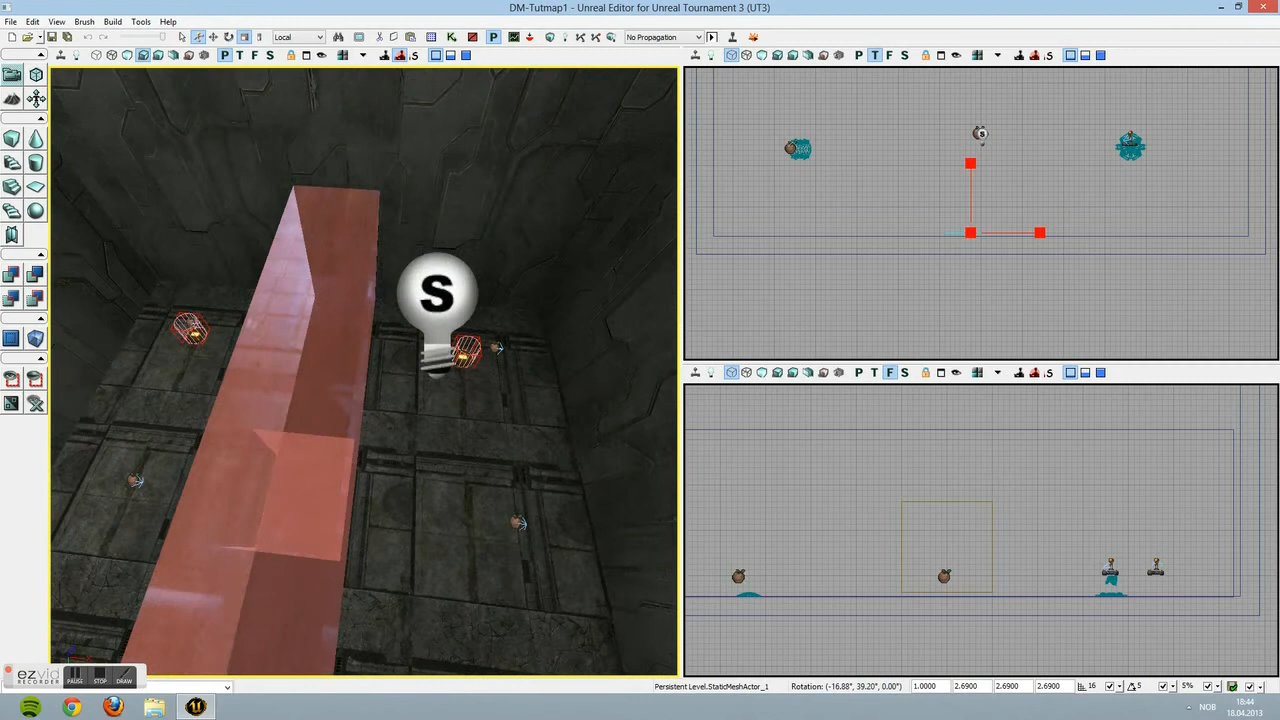 DM-Tutmap1 - Unreal Editor for Unreal Tournament 3 (UT3)
File Edit View Brush Build Tools Help
Local
P
No Propagation
P T F S
S
P T F S
S
S
S
P T F S
S
ezvid
RECORDER
PAUSE STOP DRAW
Persistent Level.StaticMeshActor_1 Rotation: (-16.88°, 39.20°, 0.00°) 1.0000 2.6900 2.6900 2.6900 16 5 5%
NOB
18:44
18.04.2013